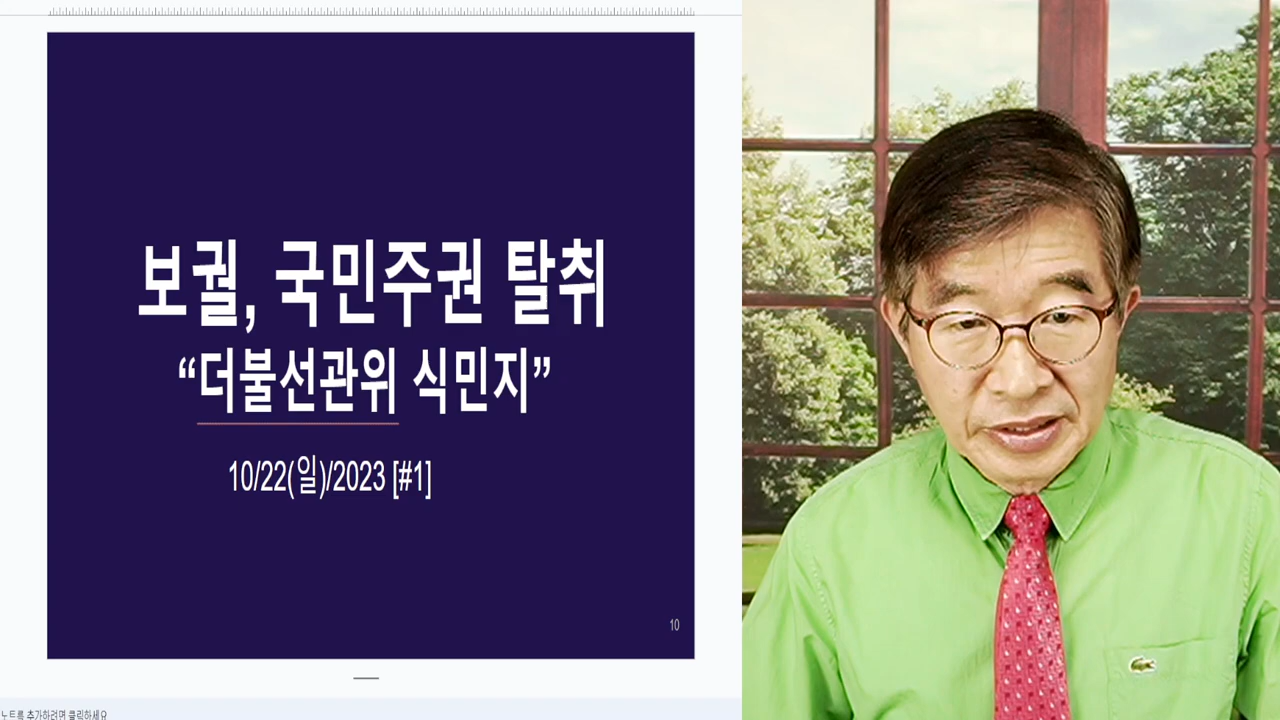 보궐, 국민주권 탈취
“더불선관위 식민지”
10/22(일)/2023 [#1]
10
노트를 추가하려면 클릭하세요